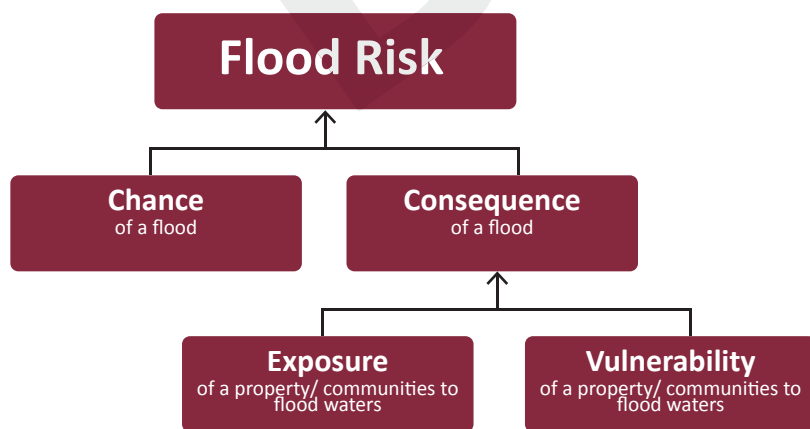 Flood Risk
Chance
of a flood
Consequence
of a flood
Exposure
of a property/ communities to
flood waters
Vulnerability
of a property/ communities to
flood waters